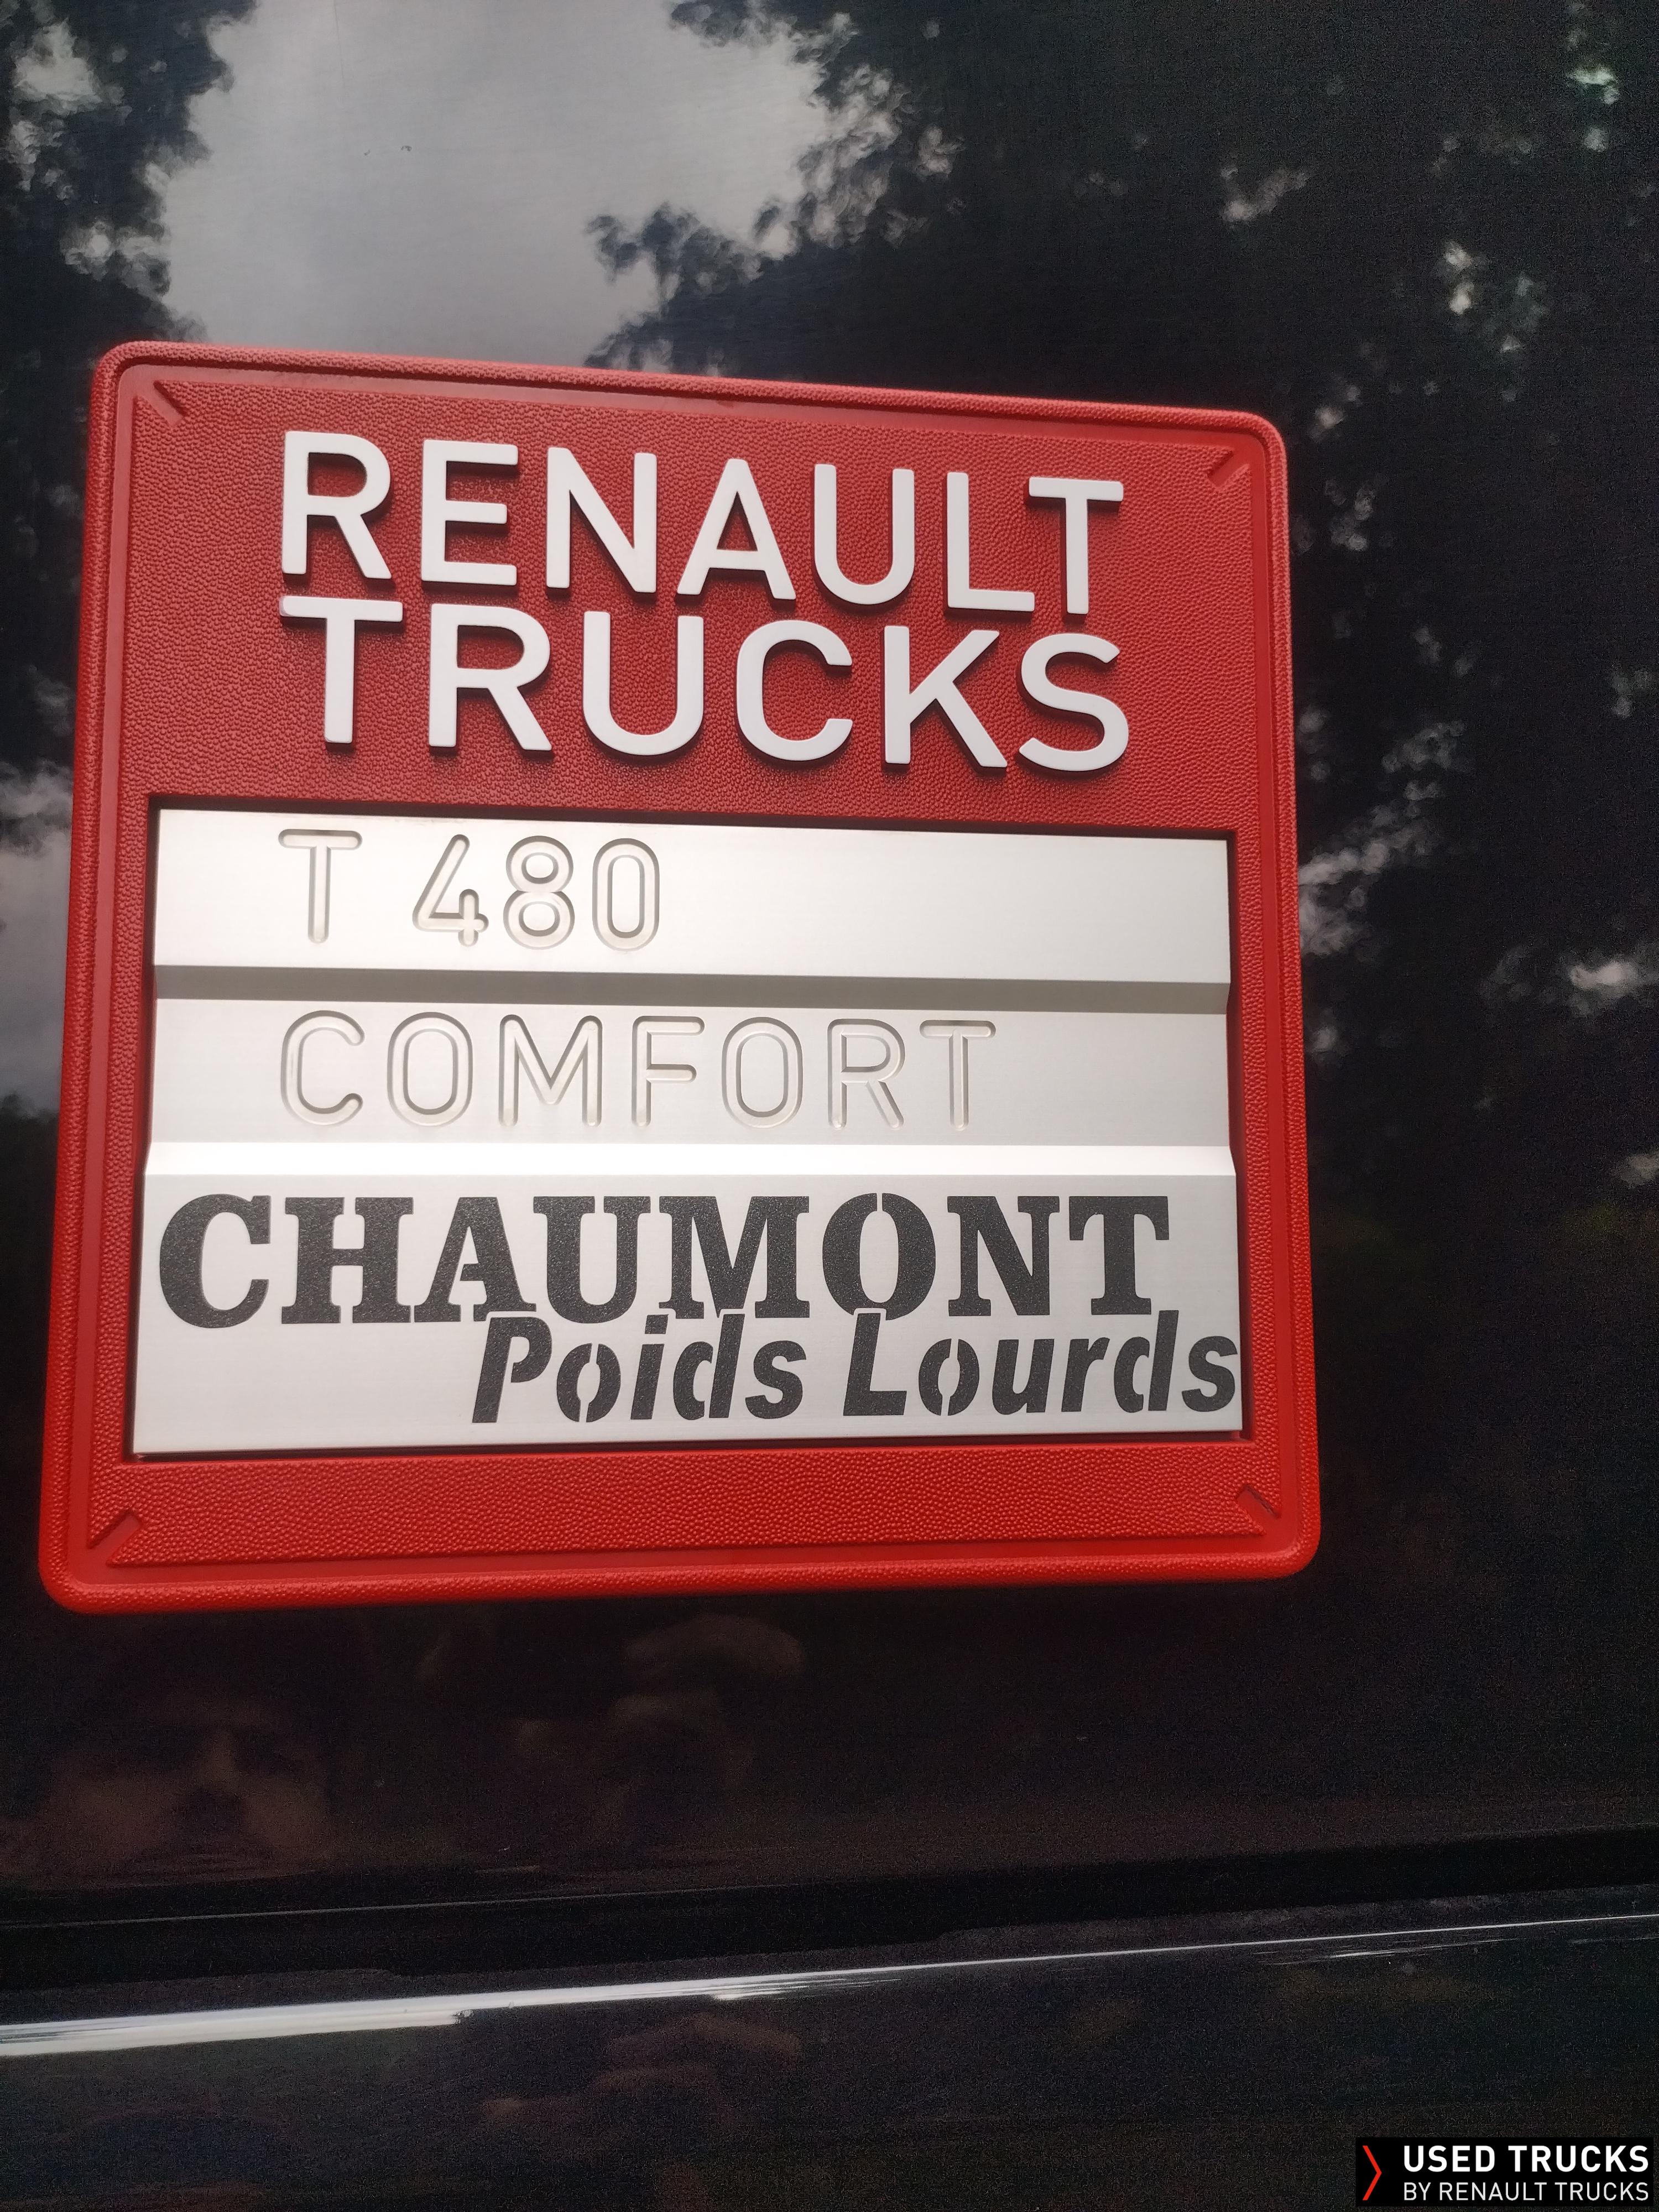 RENAULT
TRUCKS
T 480
COMFORT
CHAUMONT
Poids Lourds
USED TRUCKS
BY RENAULT TRUCKS